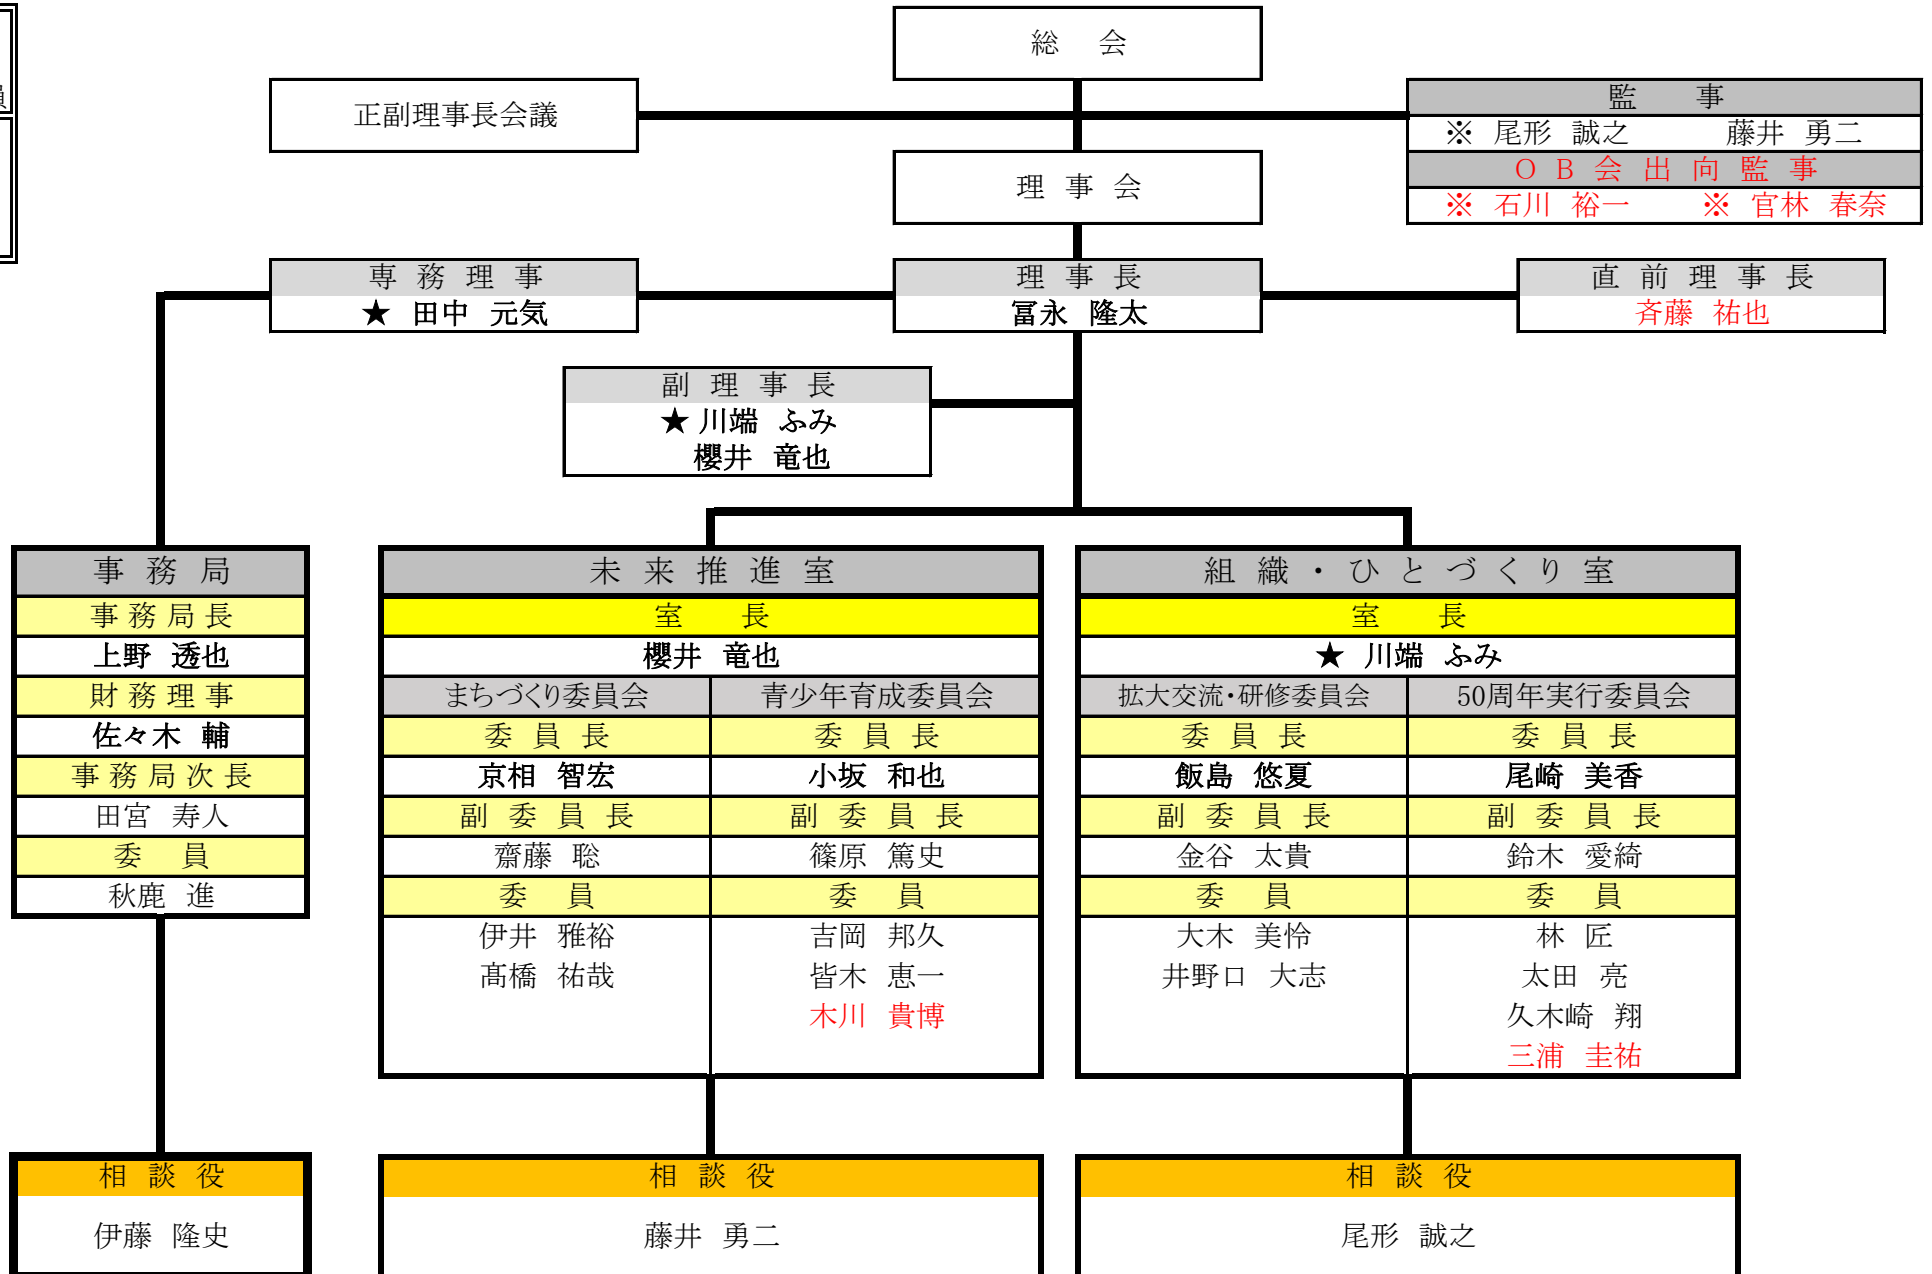 総 会
正副理事長会議
監 事
※ 尾形 誠之 藤井 勇二
ＯＢ会出向監事
※ 石川 裕一 ※ 官林 春奈
理 事 会
専 務 理 事
★ 田中 元気
理 事 長
冨永 隆太
直 前 理 事 長
斉藤 祐也
副 理 事 長
★ 川端 ふみ
櫻井 竜也
事 務 局
事務局長
上野 透也
財務理事
佐々木 輔
事務局次長
田宮 寿人
委 員
秋鹿 進
未 来 推 進 室
室 長
櫻井 竜也
まちづくり委員会
委 員 長
京相 智宏
副 委 員 長
齋藤 聡
委 員
伊井 雅裕
髙橋 祐哉
青少年育成委員会
委 員 長
小坂 和也
副 委 員 長
篠原 篤史
委 員
吉岡 邦久
皆木 恵一
木川 貴博
組 織 ・ ひ と づ く り 室
室 長
★ 川端 ふみ
拡大交流・研修委員会
委 員 長
飯島 悠夏
副 委 員 長
金谷 太貴
委 員
大木 美怜
井野口 大志
50周年実行委員会
委 員 長
尾崎 美香
副 委 員 長
鈴木 愛綺
委 員
林 匠
太田 亮
久木崎 翔
三浦 圭祐
相 談 役
伊藤 隆史
相 談 役
藤井 勇二
相 談 役
尾形 誠之